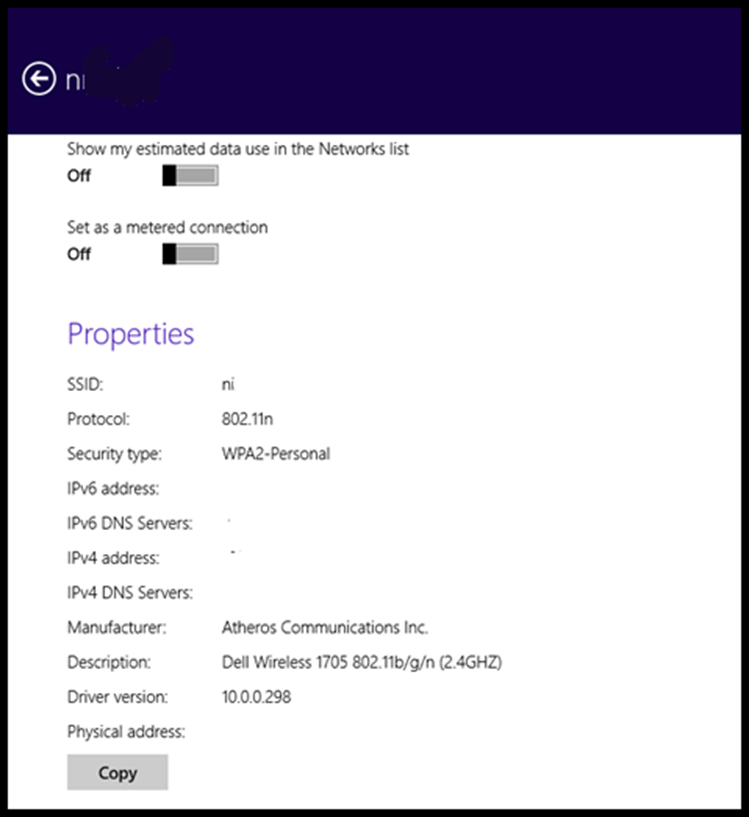 ni
Show my estimated data use in the Networks list
Off
Set as a metered connection
Off
Properties
SSID: ni
Protocol: 802.11n
Security type: WPA2-Personal
IPv6 address:
IPv6 DNS Servers:
IPv4 address:
IPv4 DNS Servers:
Manufacturer: Atheros Communications Inc.
Description: Dell Wireless 1705 802.11b/g/n (2.4GHZ)
Driver version: 10.0.0.298
Physical address:
Copy